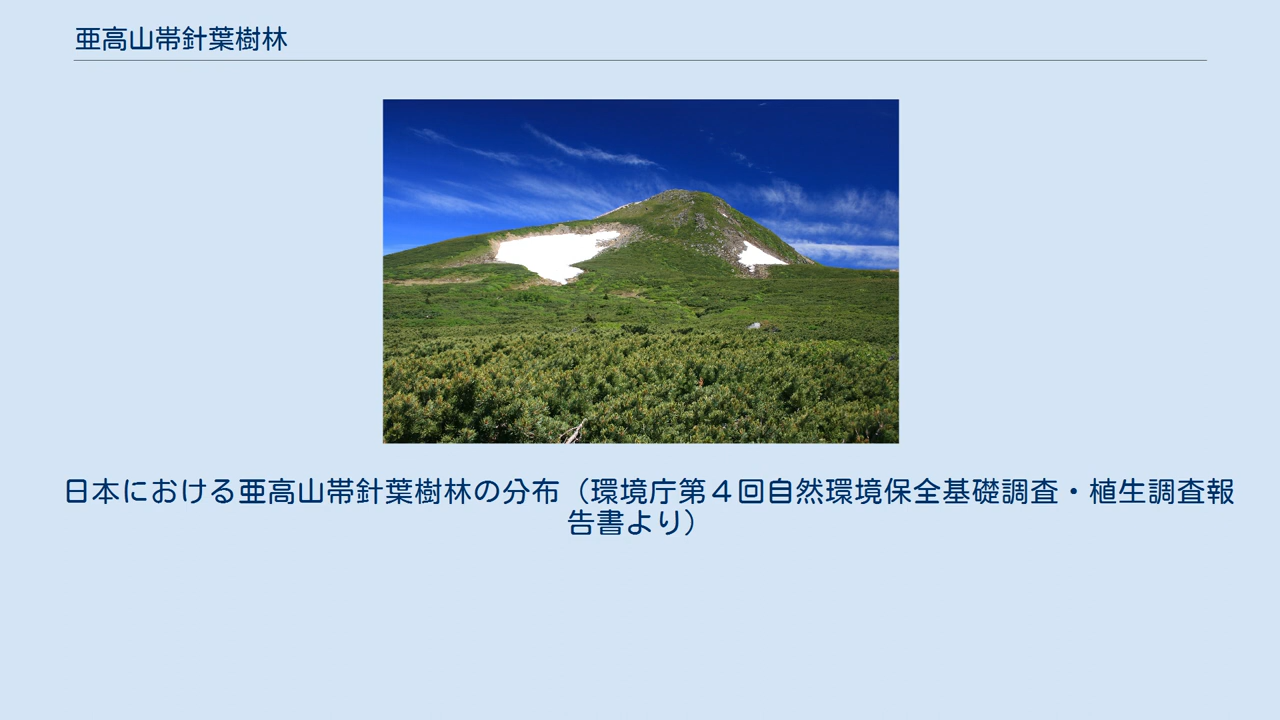 亜高山帯針葉樹林
日本における亜高山帯針葉樹林の分布（環境庁第４回自然環境保全基礎調査・植生調査報
告書より）